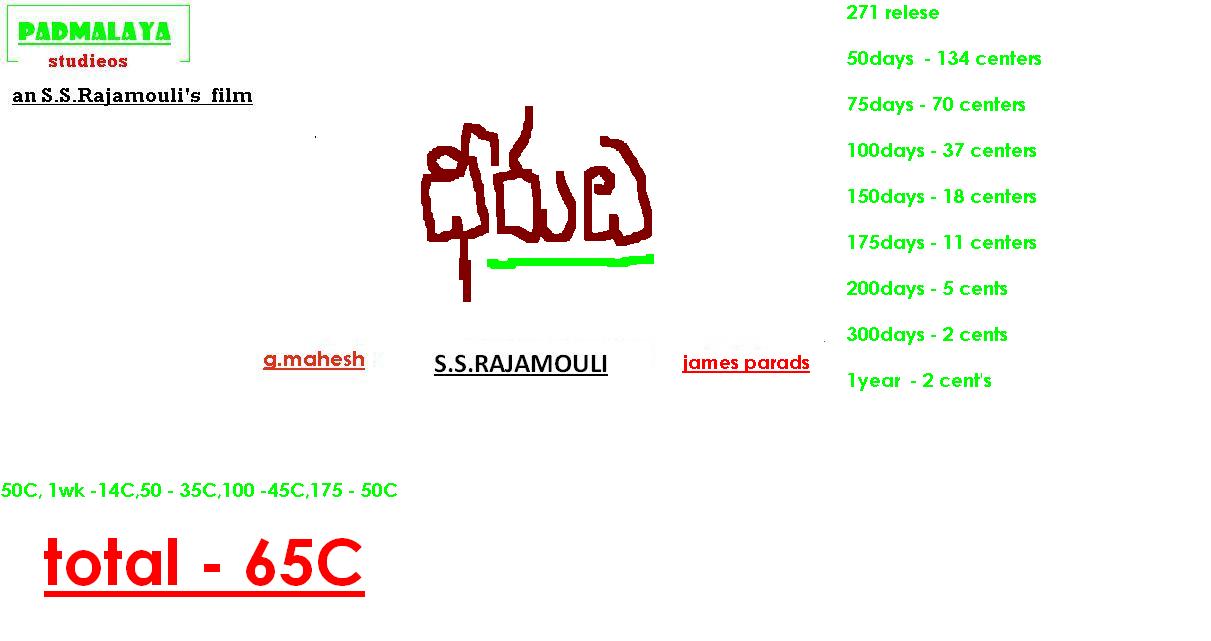 PADMALAYA
studieos
an S.S.Rajamouli's film
g.mahesh
S.S.RAJAMOULI
james parads
271 relese
50days - 134 centers
75days - 70 centers
100days - 37 centers
150days - 18 centers
175days - 11 centers
200days - 5 cents
300days - 2 cents
1year - 2 cent's
50C, 1wk -14C,50 - 35C,100 -45C,175 - 50C
total - 65C